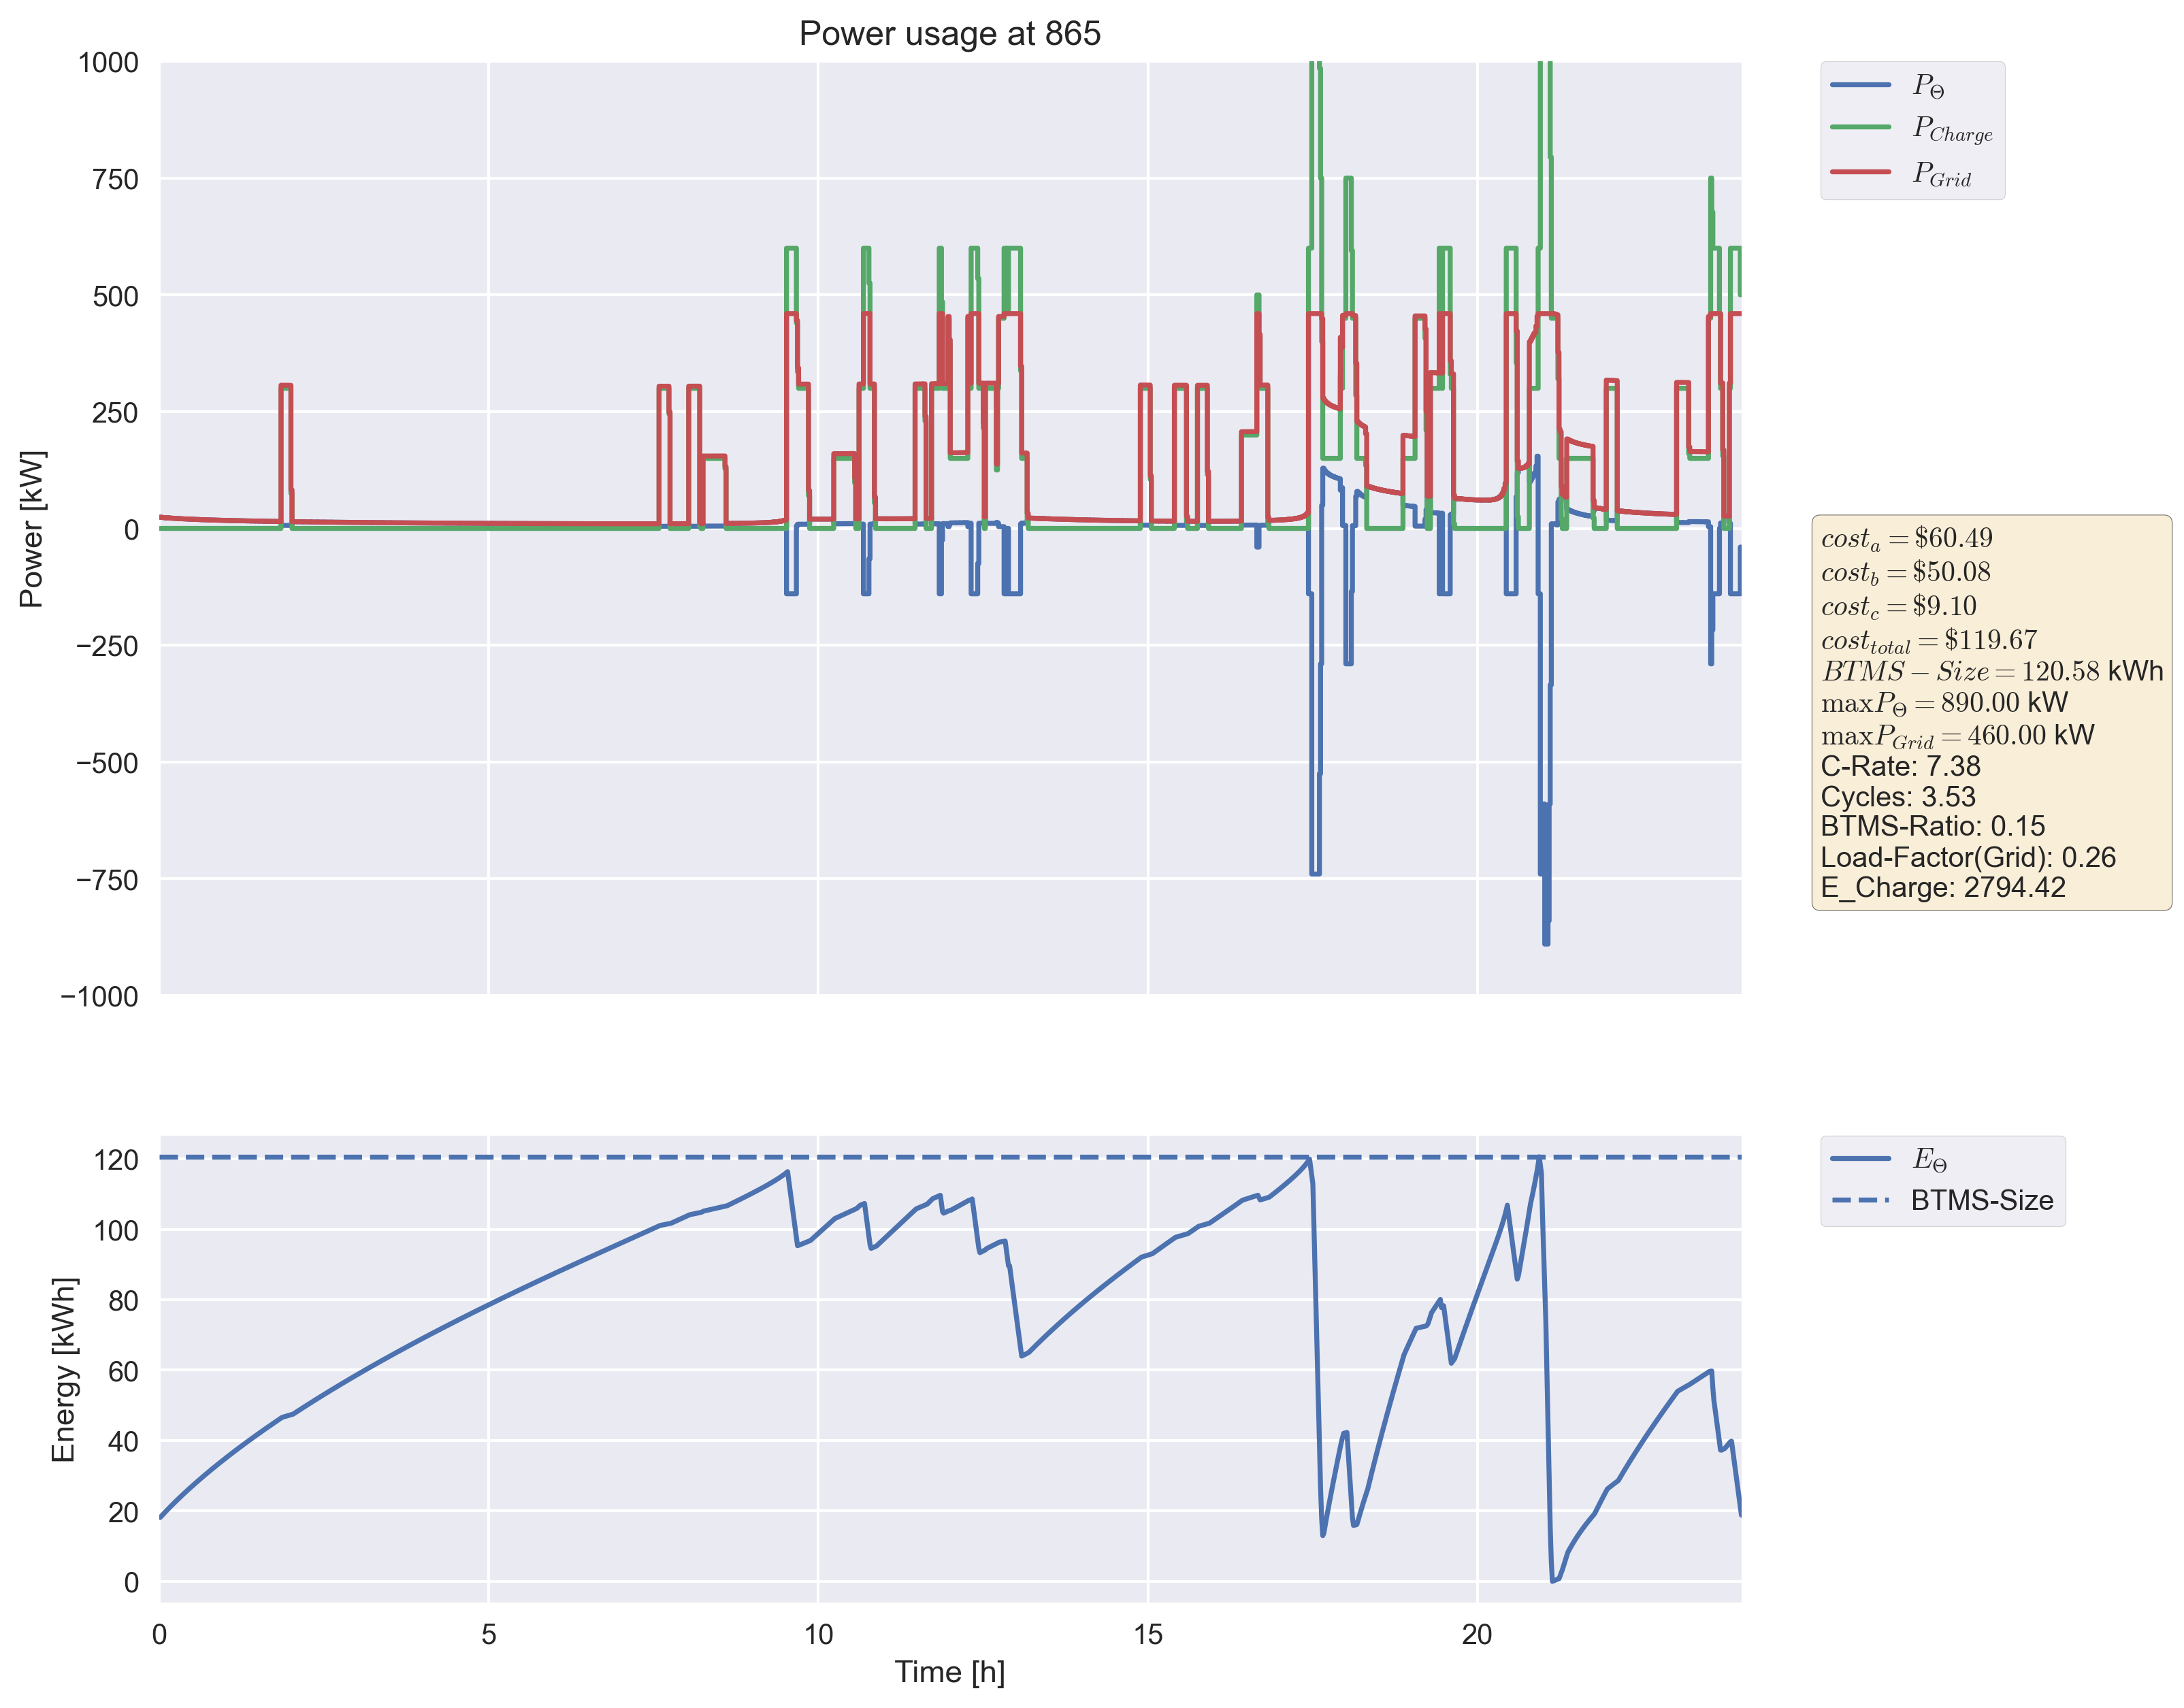 Power usage at 865
1000
750
500
250
0
−250
−500
−750
−1000
Power [kW]
P_Θ
P_Charge
P_Grid
cost_a = $60.49
cost_b = $50.08
cost_c = $9.10
cost_total = $119.67
BTMS − Size = 120.58 kWh
maxP_Θ = 890.00 kW
maxP_Grid = 460.00 kW
C-Rate: 7.38
Cycles: 3.53
BTMS-Ratio: 0.15
Load-Factor(Grid): 0.26
E_Charge: 2794.42
120
100
80
60
40
20
0
Energy [kWh]
E_Θ
BTMS-Size
0 5 10 15 20
Time [h]